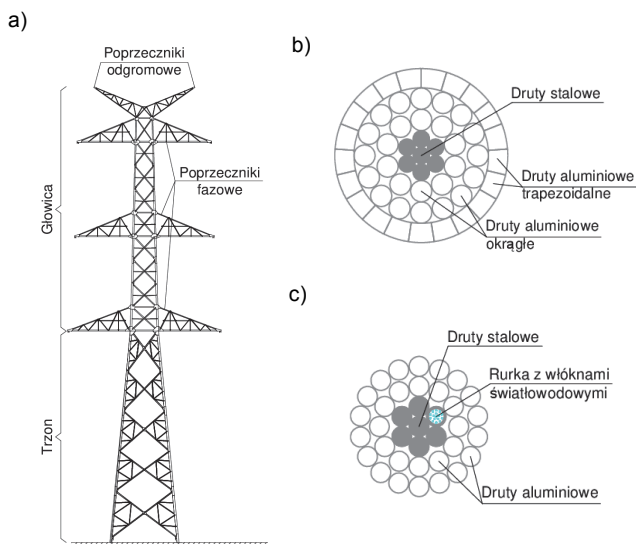 a)
Poprzeczniki
odgromowe
Poprzeczniki
fazowe
Głowica
Trzon
b)
Druty stalowe
Druty aluminiowe
trapezoidalne
Druty aluminiowe
okrągłe
c)
Druty stalowe
Rurka z włóknami
światłowodowymi
Druty aluminiowe